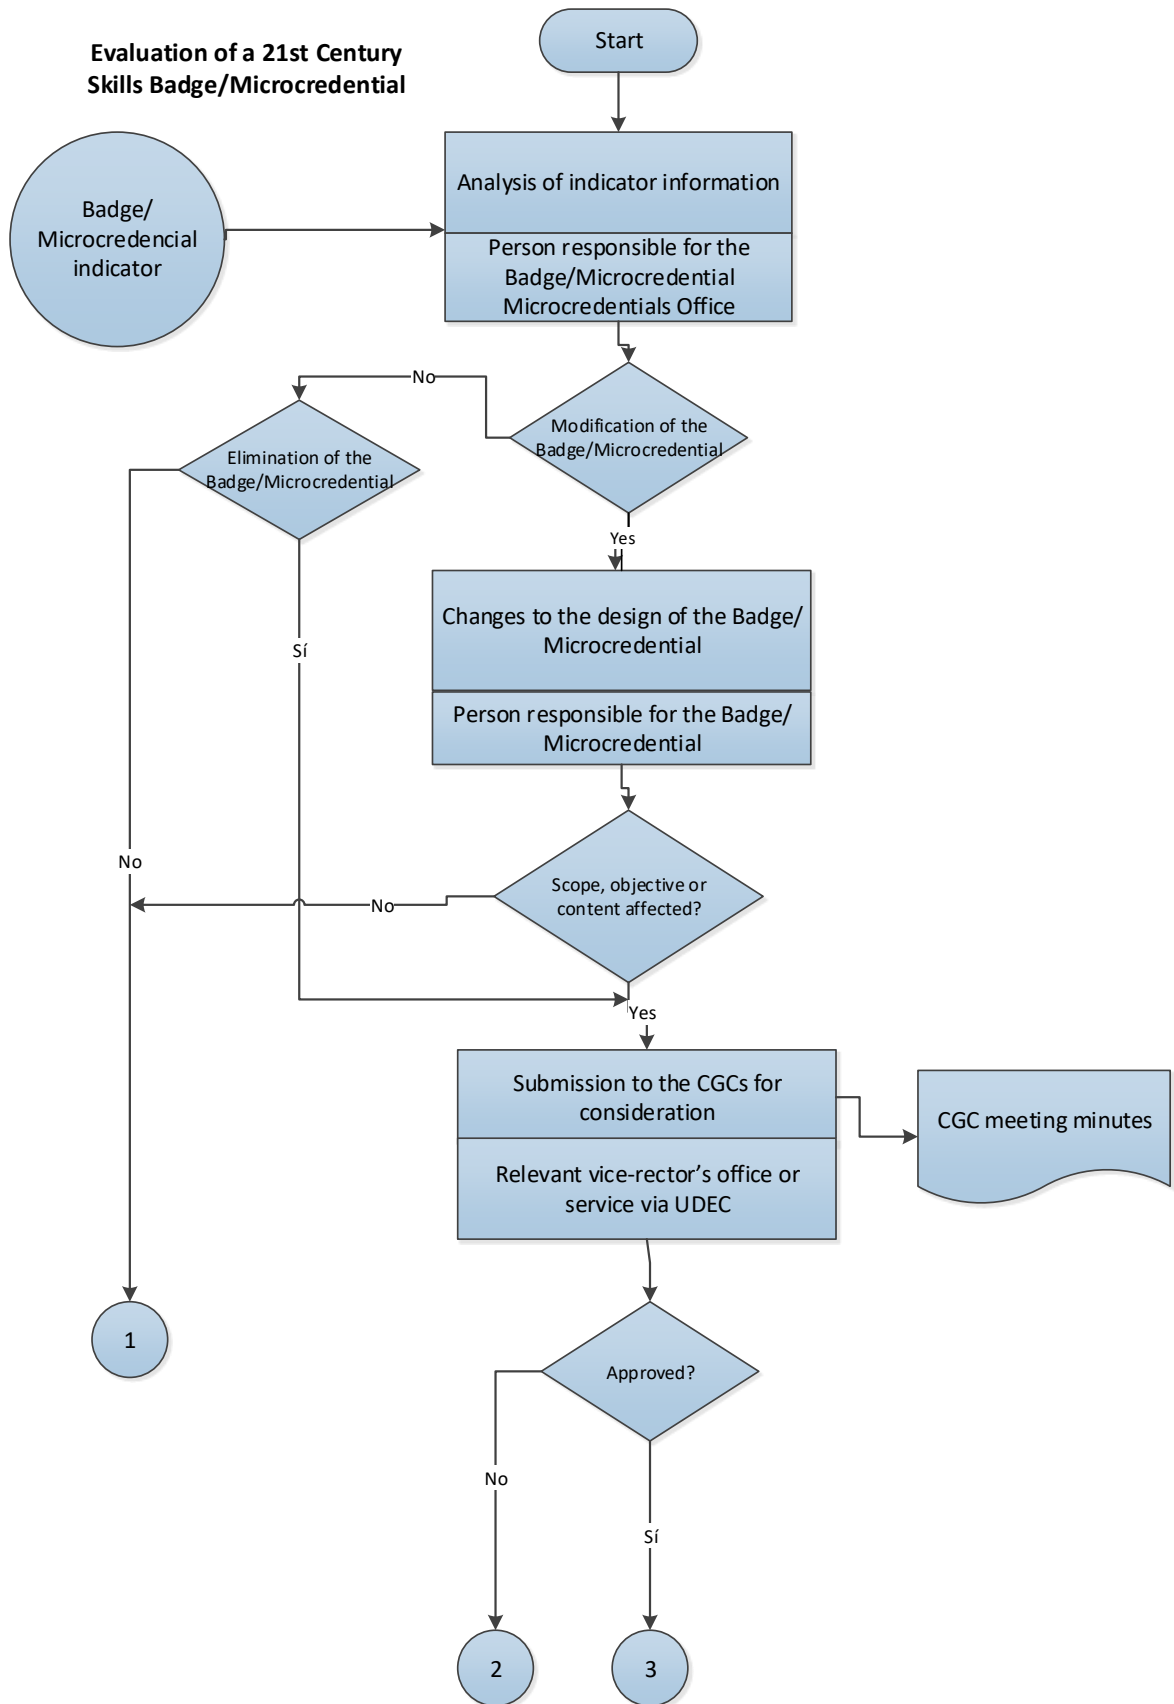 Evaluation of a 21st Century
Skills Badge/Microcredential
Start
Badge/
Microcredencial
indicator
Analysis of indicator information
Person responsible for the
Badge/Microcredential
Microcredentials Office
No
Modification of the
Badge/Microcredential
Elimination of the
Badge/Microcredential
Yes
Changes to the design of the Badge/
Microcredential
Sí
Person responsible for the Badge/
Microcredential
No
Scope, objective or
content affected?
No
Yes
Submission to the CGCs for
consideration
CGC meeting minutes
Relevant vice-rector’s office or
service via UDEC
1
Approved?
No
Sí
2
3